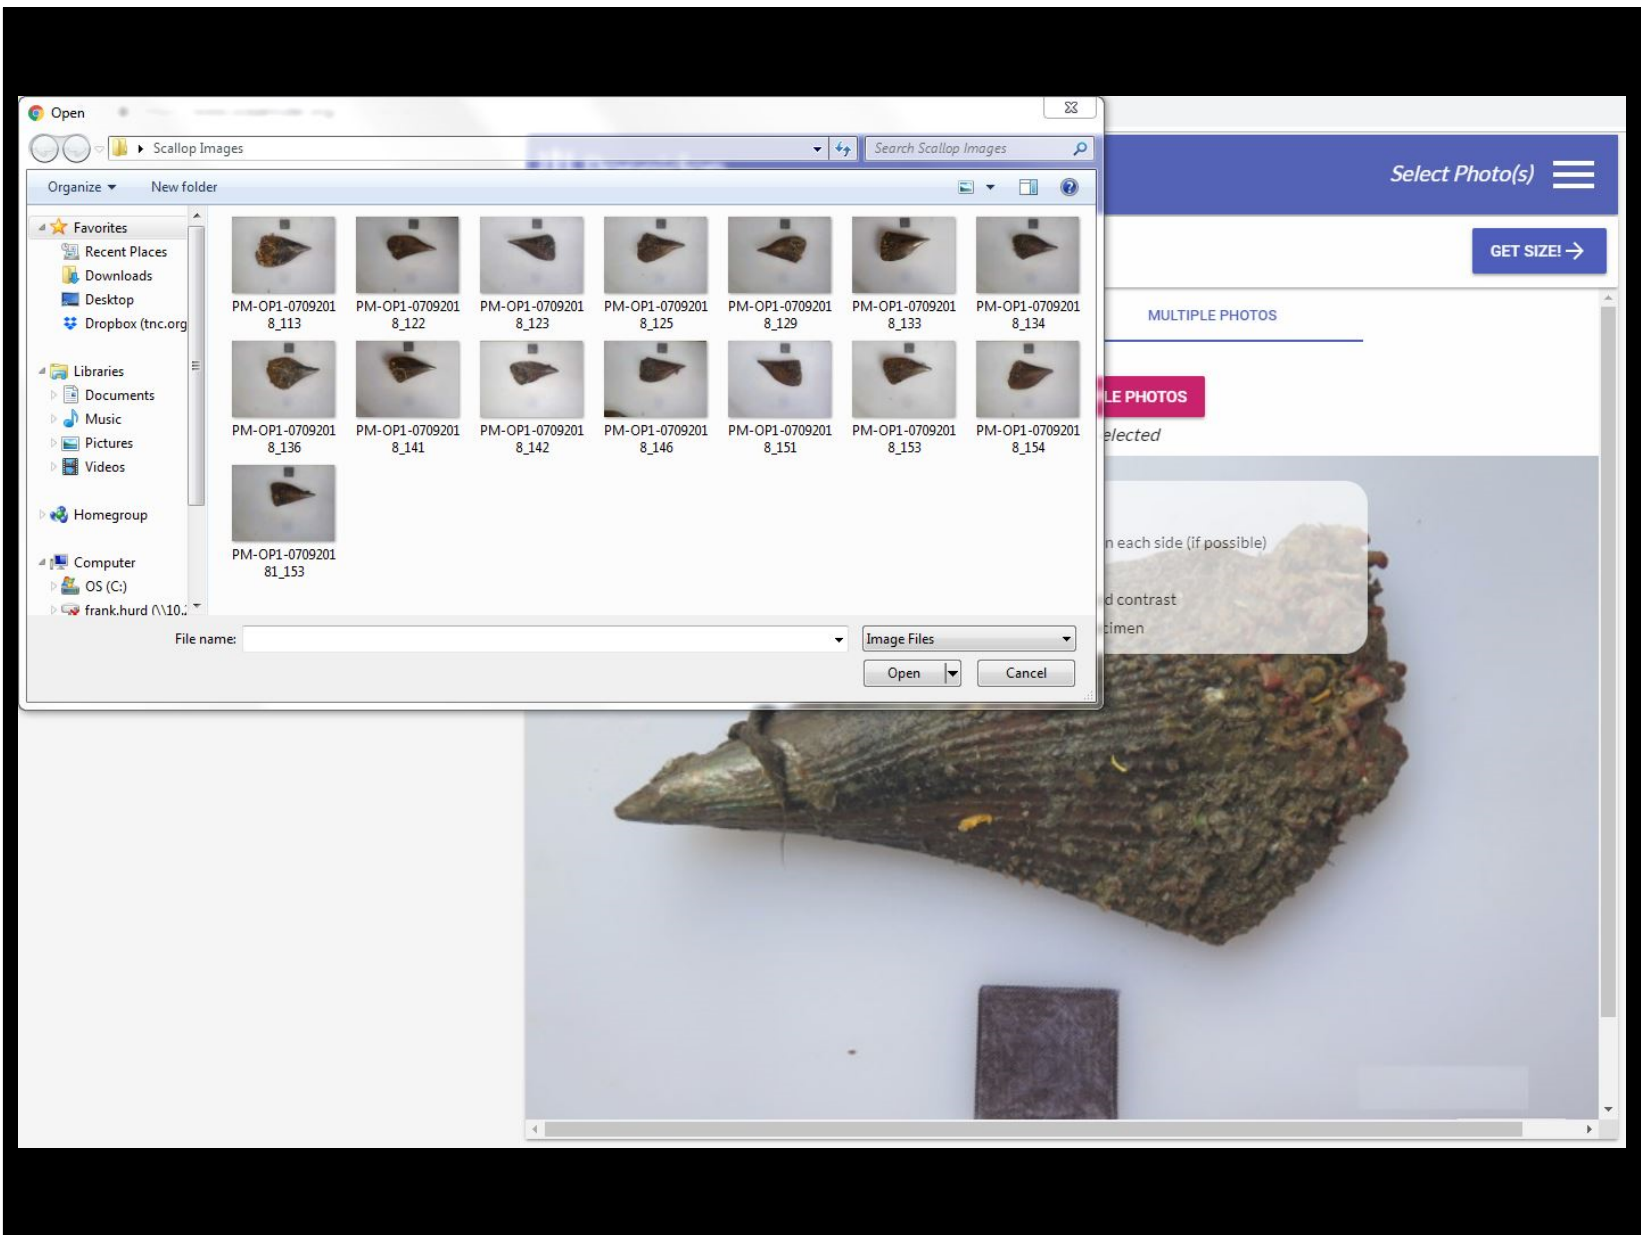 Open
Scallop Images
Search Scallop Images
Organize
New folder
Favorites
Recent Places
Downloads
Desktop
Dropbox (tnc.org
Libraries
Documents
Music
Pictures
Videos
Homegroup
Computer
OS (C:)
frank.hurd (\\10.2
PM-OP1-0709201
8_113
PM-OP1-0709201
8_122
PM-OP1-0709201
8_123
PM-OP1-0709201
8_125
PM-OP1-0709201
8_129
PM-OP1-0709201
8_133
PM-OP1-0709201
8_134
PM-OP1-0709201
8_136
PM-OP1-0709201
8_141
PM-OP1-0709201
8_142
PM-OP1-0709201
8_146
PM-OP1-0709201
8_151
PM-OP1-0709201
8_153
PM-OP1-0709201
8_154
PM-OP1-0709201
81_153
File name:
Image Files
Open
Cancel
Select Photo(s)
GET SIZE!
MULTIPLE PHOTOS
LE PHOTOS
elected
n each side (if possible)
d contrast
cimen